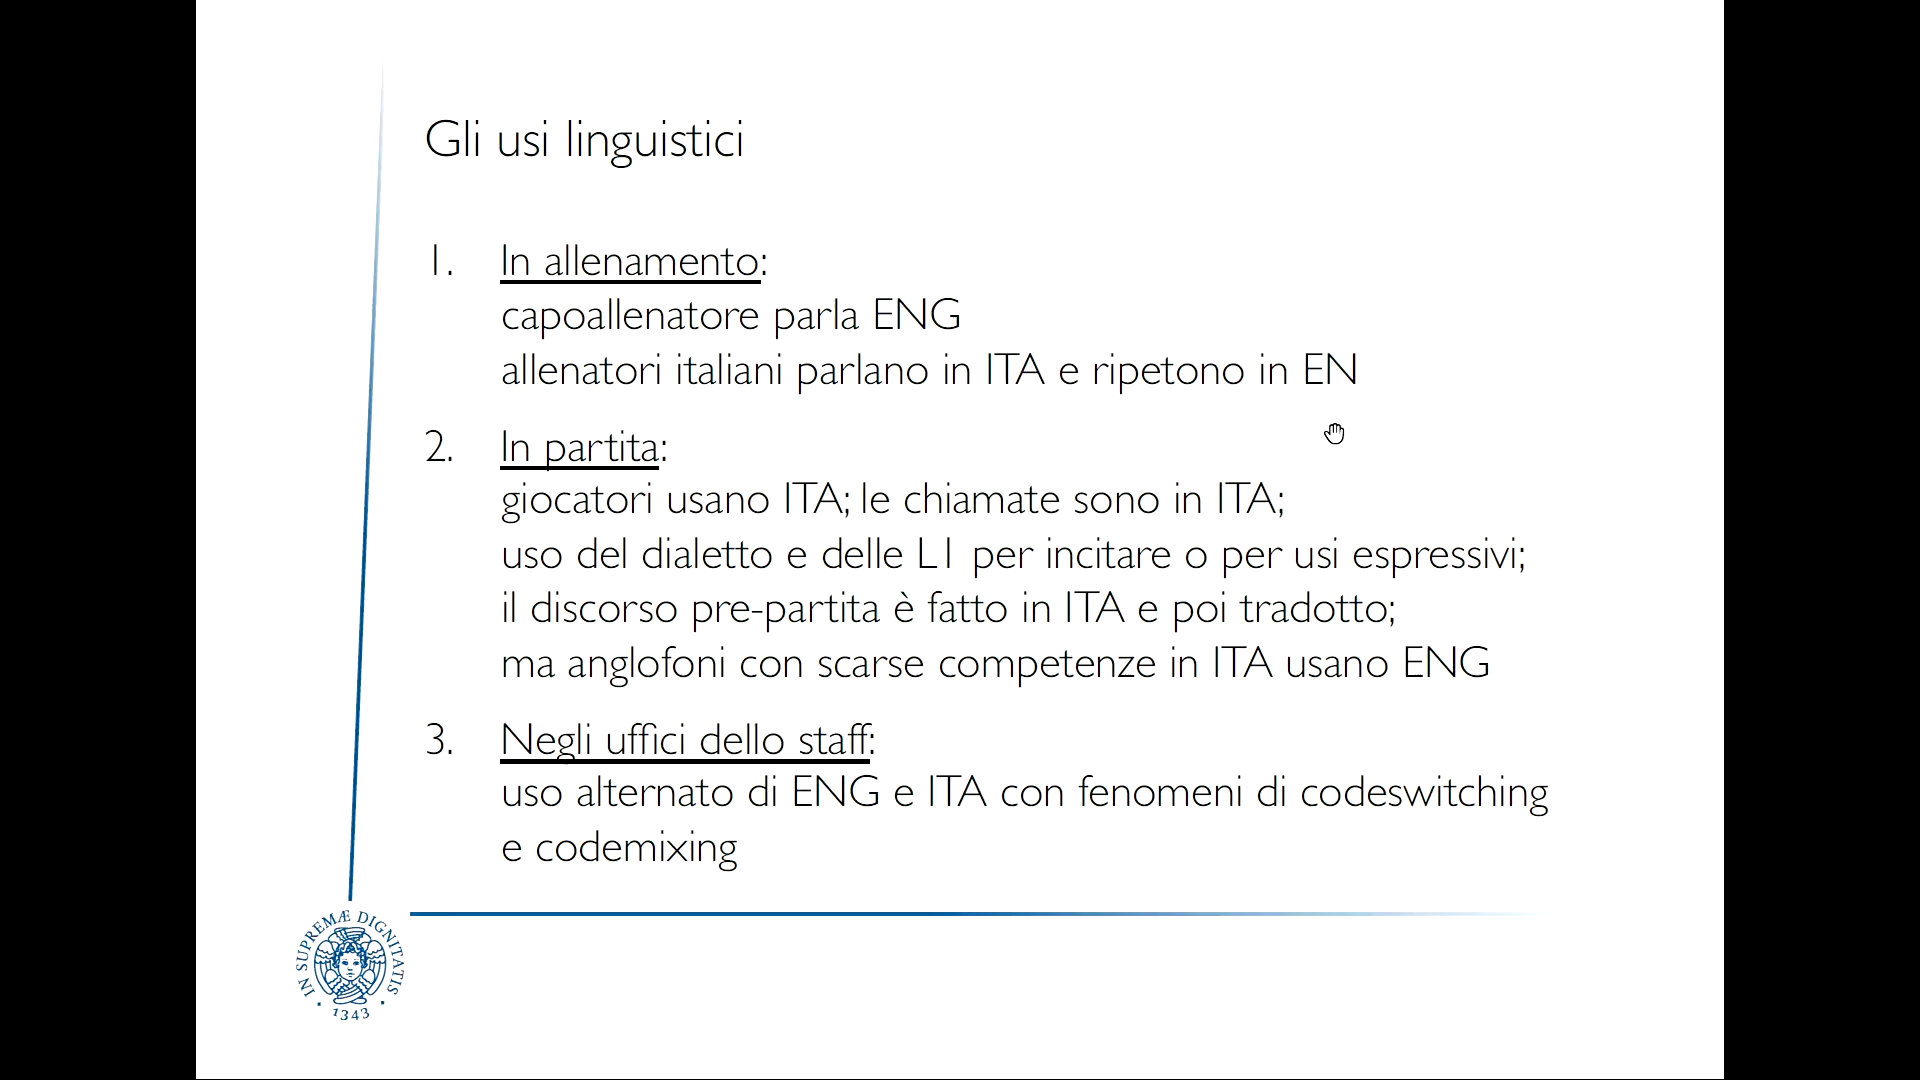 Gli usi linguistici
1. In allenamento:
capoallenatore parla ENG
allenatori italiani parlano in ITA e ripetono in EN
2. In partita:
giocatori usano ITA; le chiamate sono in ITA;
uso del dialetto e delle L1 per incitare o per usi espressivi;
il discorso pre-partita è fatto in ITA e poi tradotto;
ma anglofoni con scarse competenze in ITA usano ENG
3. Negli uffici dello staff:
uso alternato di ENG e ITA con fenomeni di codeswitching
e codemixing
IN SUPREMÆ DIGNITATIS
1343